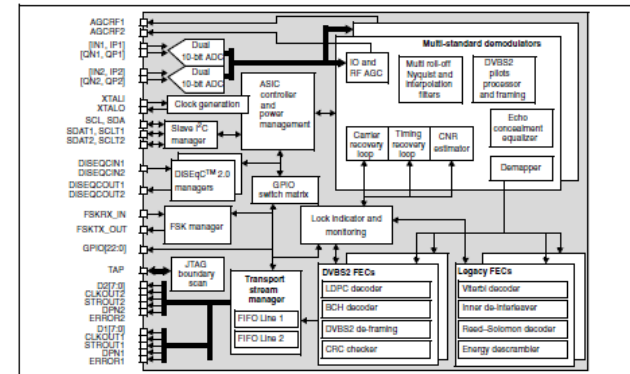 AGCRF1
AGCRF2
[IN1, IP1]
[QN1, QP1]
[IN2, IP2]
[QN2, QP2]
XTALI
XTALO
SCL, SDA
SDAT1, SCLT1
SDAT2, SCLT2
DISEQCIN1
DISEQCIN2
DISEQCOUT1
DISEQCOUT2
FSKRX_IN
FSKTX_OUT
GPIO[22:0]
TAP
D2[7:0]
CLKOUT2
STROUT2
DPN2
ERROR2
D1[7:0]
CLKOUT1
STROUT1
DPN1
ERROR1
Dual
10-bit ADC
Dual
10-bit ADC
Clock generation
Slave I²C
manager
DISEqC™ 2.0
managers
FSK manager
JTAG
boundary
scan
ASIC
controller
and
power
management
GPIO
switch matrix
Transport
stream
manager
FIFO Line 1
FIFO Line 2
Multi-standard demodulators
IO and
RF AGC
Multi roll-off
Nyquist and
interpolation
filters
DVBS2
pilots
processor
and framing
Echo
concealment
equalizer
Carrier
recovery
loop
Timing
recovery
loop
CNR
estimator
Demapper
Lock indicator and
monitoring
DVBS2 FECs
LDPC decoder
BCH decoder
DVBS2 de-framing
CRC checker
Legacy FECs
Viterbi decoder
Inner de-interleaver
Reed–Solomon decoder
Energy descrambler